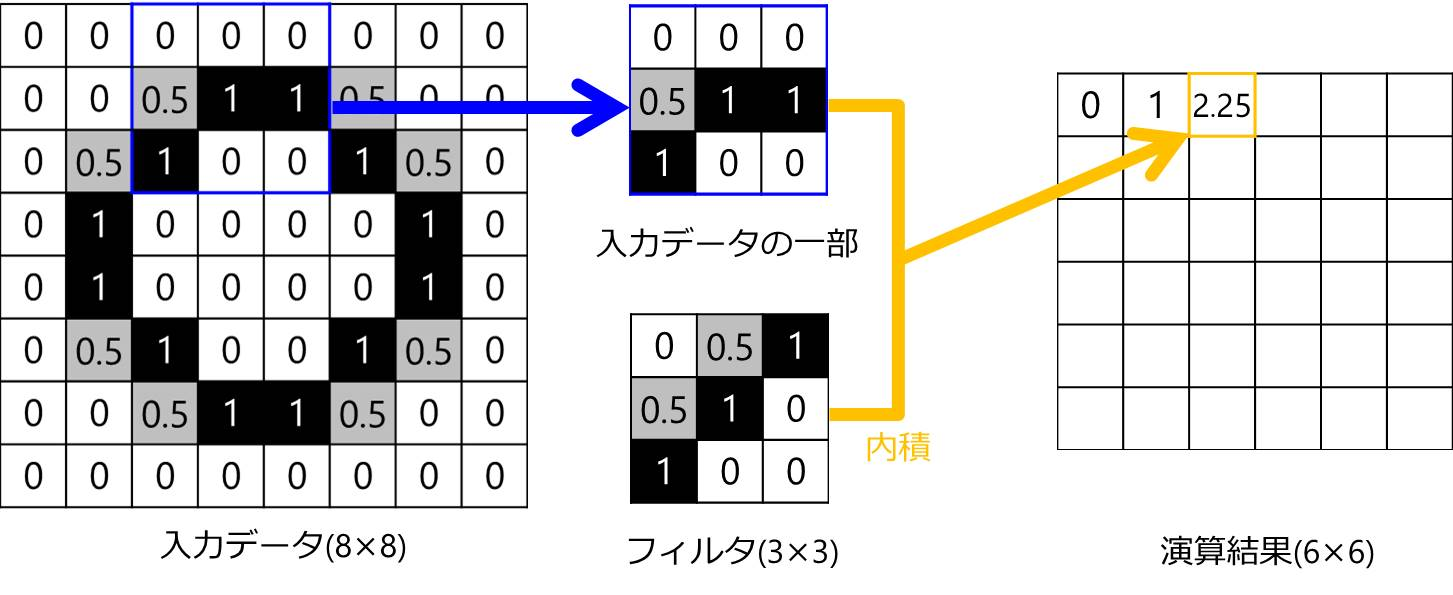 0 0 0 0 0 0 0 0
0 0 0.5 1 1 0.5 0 0
0 0.5 1 0 0 1 0.5 0
0 1 0 0 0 0 1 0
0 1 0 0 0 0 1 0
0 0.5 1 0 0 1 0.5 0
0 0 0.5 1 1 0.5 0 0
0 0 0 0 0 0 0 0
入力データ(8×8)
0 0 0
0.5 1 1
1 0 0
入力データの一部
0 0.5 1
0.5 1 0
1 0 0
フィルタ(3×3)
内積
0 1 2.25
演算結果(6×6)